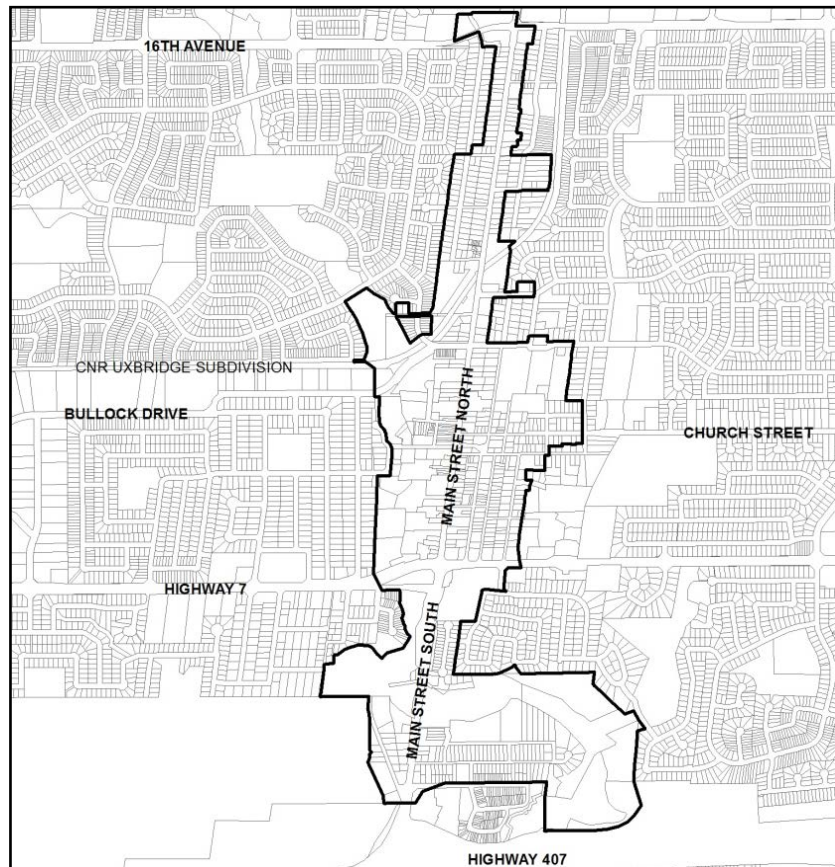 16TH AVENUE
CNR UXBRIDGE SUBDIVISION
BULLOCK DRIVE
MAIN STREET NORTH
CHURCH STREET
HIGHWAY 7
MAIN STREET SOUTH
HIGHWAY 407